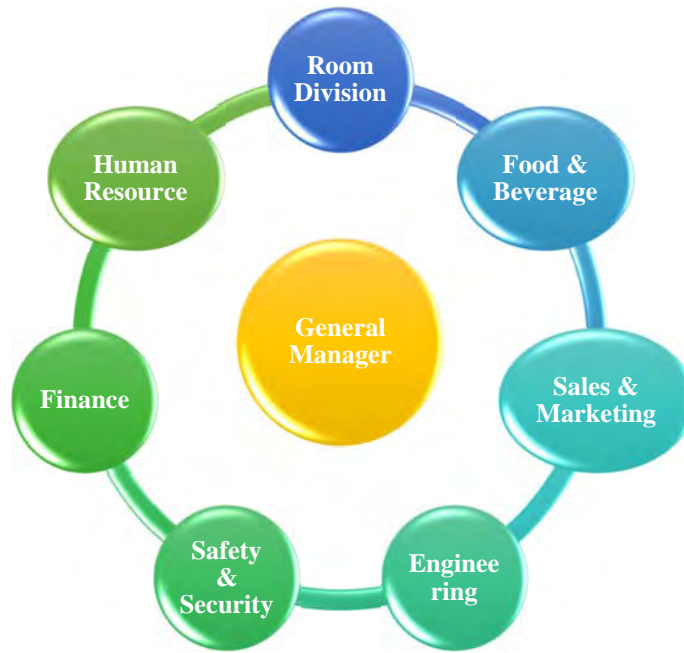 Room
Division
Food &
Beverage
Sales &
Marketing
Enginee
ring
Safety
&
Security
Finance
Human
Resource
General
Manager